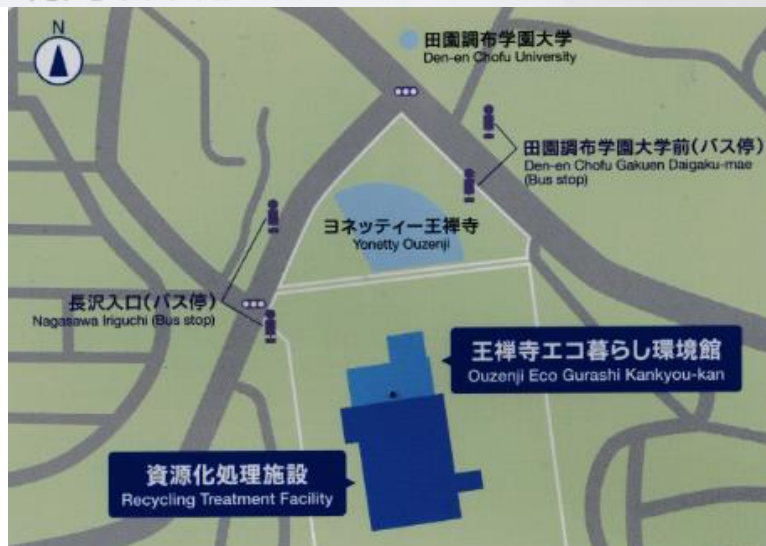 N
田園調布学園大学
Den-en Chofu University
田園調布学園大学前(バス停)
Den-en Chofu Gakuen Daigaku-mae
(Bus stop)
ヨネッティー王禅寺
Yonetty Ouzenji
長沢入口(バス停)
Nagasawa Iriguchi (Bus stop)
王禅寺エコ暮らし環境館
Ouzenji Eco Gurashi Kankyou-kan
資源化処理施設
Recycling Treatment Facility